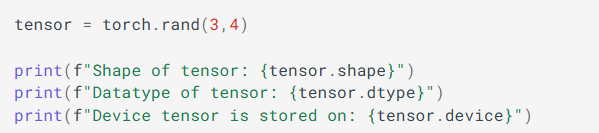 tensor = torch.rand(3,4)
print(f"Shape of tensor: {tensor.shape}")
print(f"Datatype of tensor: {tensor.dtype}")
print(f"Device tensor is stored on: {tensor.device}")